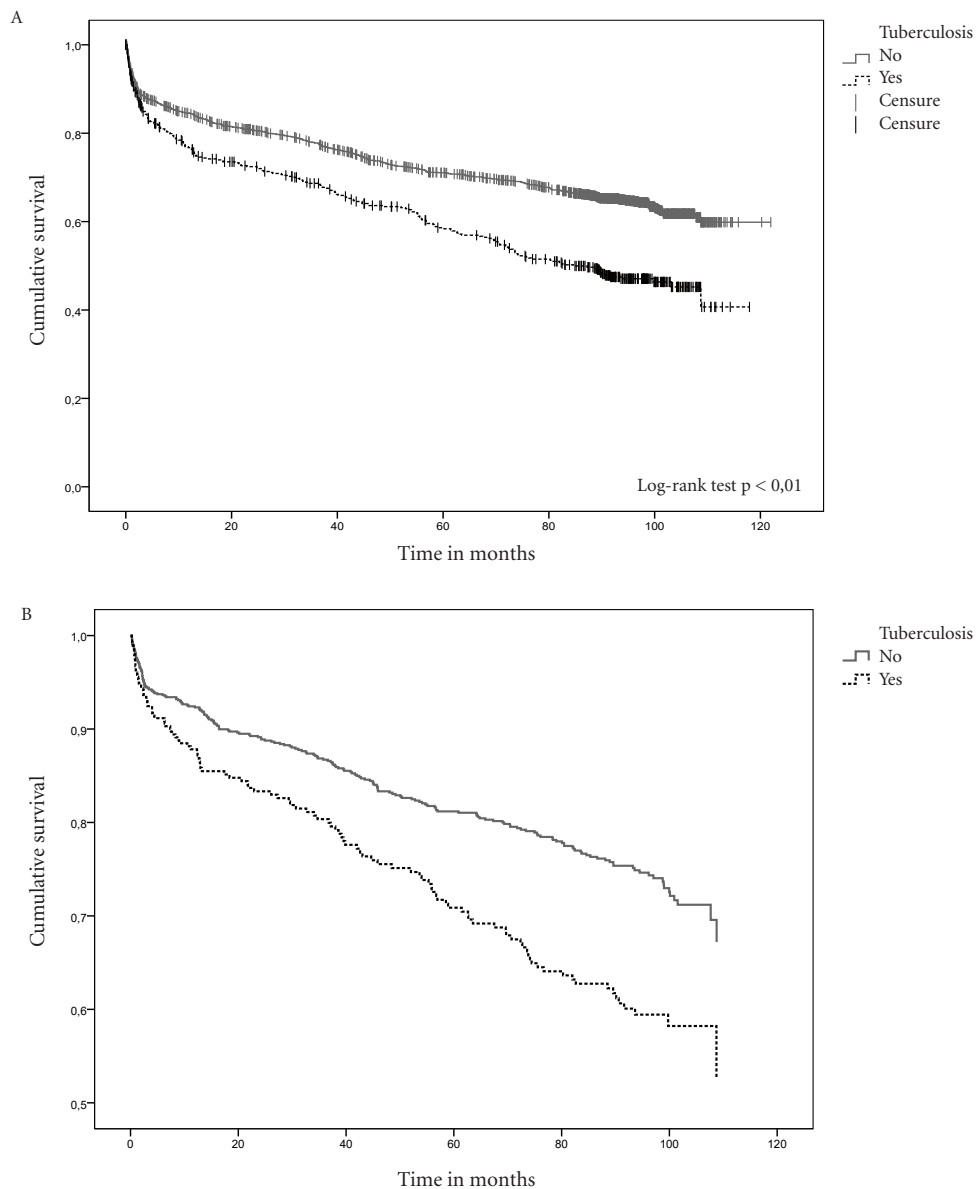 A
Tuberculosis
No
Yes
Censure
Censure
1,0
0,8
0,6
0,4
0,2
0,0
Cumulative survival
Log-rank test p < 0,01
0 20 40 60 80 100 120
Time in months
B
Tuberculosis
No
Yes
1,0
0,9
0,8
0,7
0,6
0,5
Cumulative survival
0 20 40 60 80 100 120
Time in months